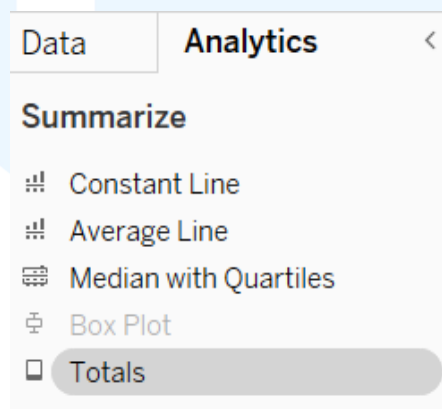 Data Analytics
Summarize
Constant Line
Average Line
Median with Quartiles
Box Plot
Totals